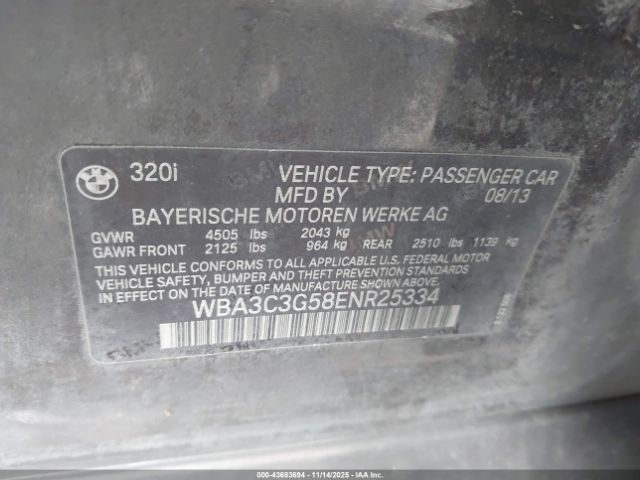 BMW 320i VEHICLE TYPE: PASSENGER CAR
MFD BY 08/13
BAYERISCHE MOTOREN WERKE AG
GVWR 4505 lbs 2043 kg
GAWR FRONT 2125 lbs 964 kg REAR 2510 lbs 1139 kg
THIS VEHICLE CONFORMS TO ALL APPLICABLE U.S. FEDERAL MOTOR
VEHICLE SAFETY, BUMPER AND THEFT PREVENTION STANDARDS IN
EFFECT ON THE DATE OF MANUFACTURE SHOWN ABOVE.
WBA3C3G58ENR25334
000-43683694 | 11/14/2025 | IAAI.COM